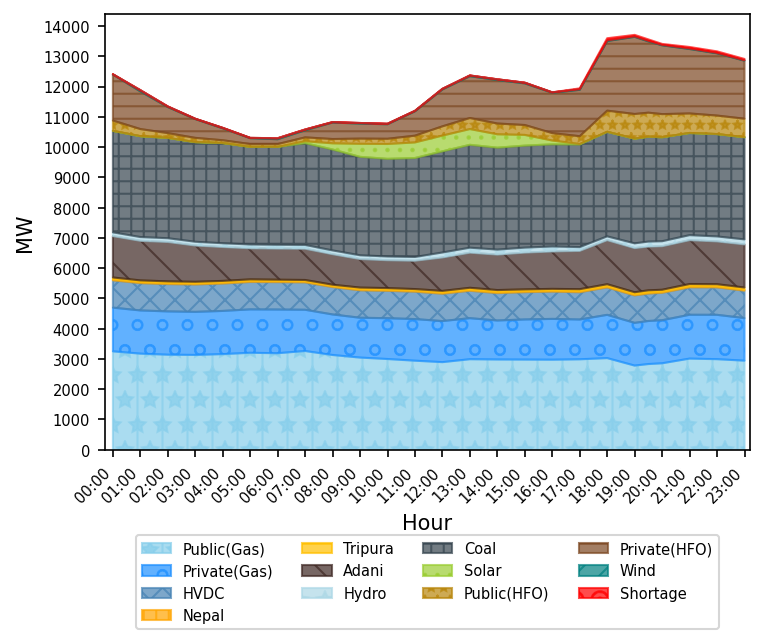 14000
13000
12000
11000
10000
9000
8000
7000
6000
5000
4000
3000
2000
1000
0
MW
00:00 01:00 02:00 03:00 04:00 05:00 06:00 07:00 08:00 09:00 10:00 11:00 12:00 13:00 14:00 15:00 16:00 17:00 18:00 19:00 20:00 21:00 22:00 23:00
Hour
Public(Gas) Tripura Coal Private(HFO)
Private(Gas) Adani Solar Wind
HVDC Hydro Public(HFO) Shortage
Nepal